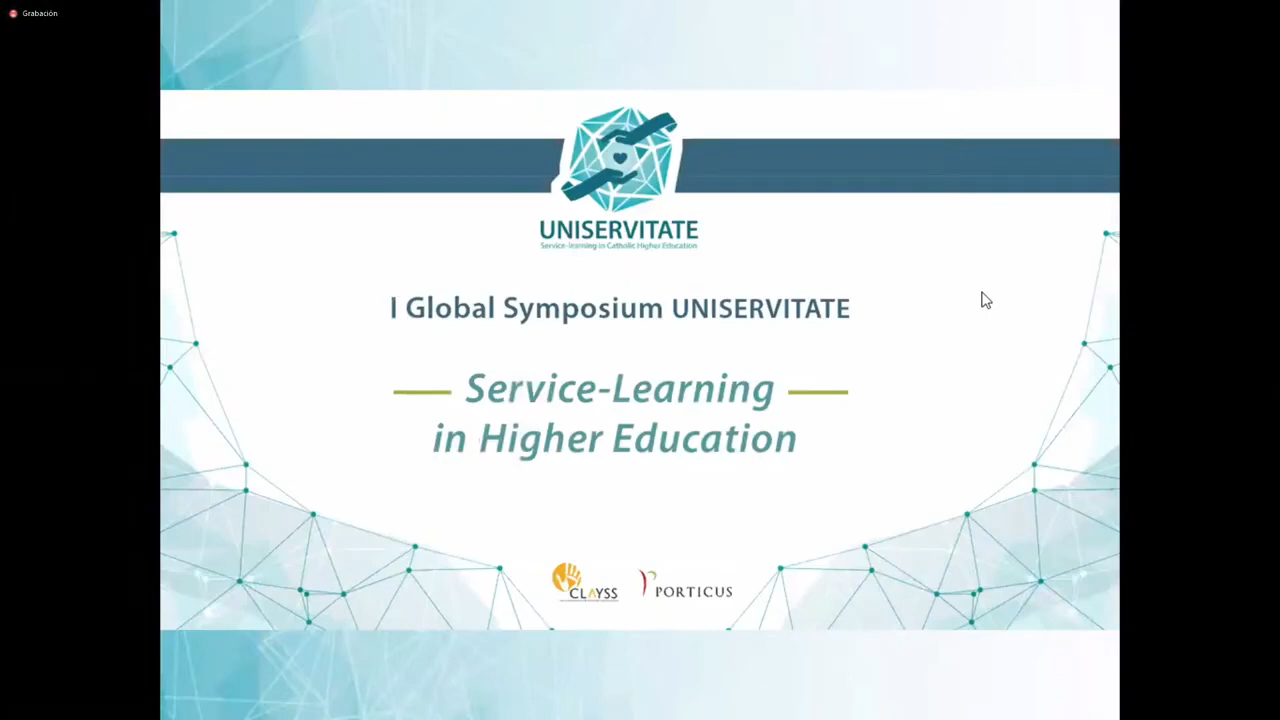 Grabación
UNISERVITATE
Service-learning in Catholic Higher Education
I Global Symposium UNISERVITATE
Service-Learning
in Higher Education
CLAYSS
PORTICUS